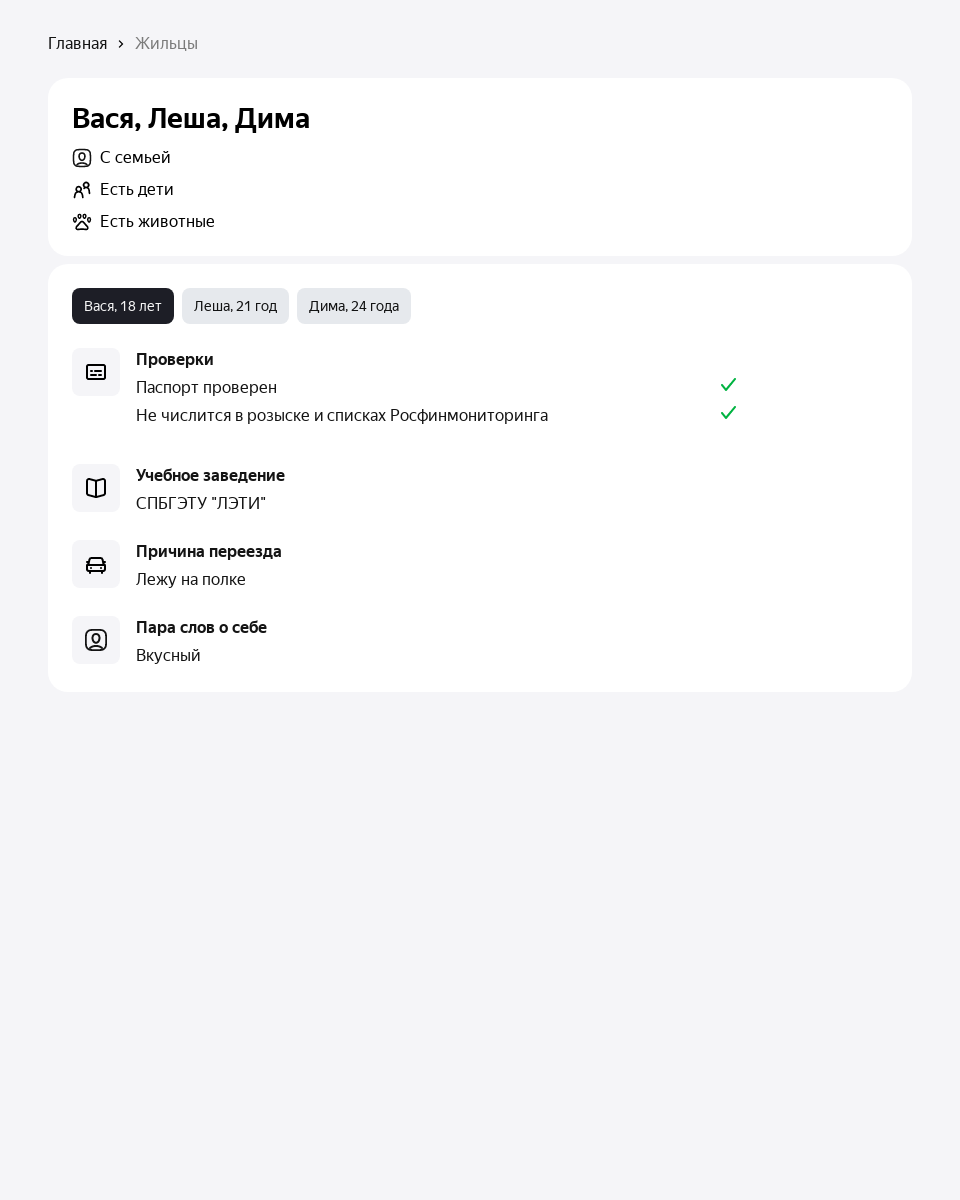 Главная › Жильцы
Вася, Леша, Дима
С семьей
Есть дети
Есть животные
Вася, 18 лет Леша, 21 год Дима, 24 года
Проверки
Паспорт проверен
Не числится в розыске и списках Росфинмониторинга
Учебное заведение
СПБГЭТУ "ЛЭТИ"
Причина переезда
Лежу на полке
Пара слов о себе
Вкусный